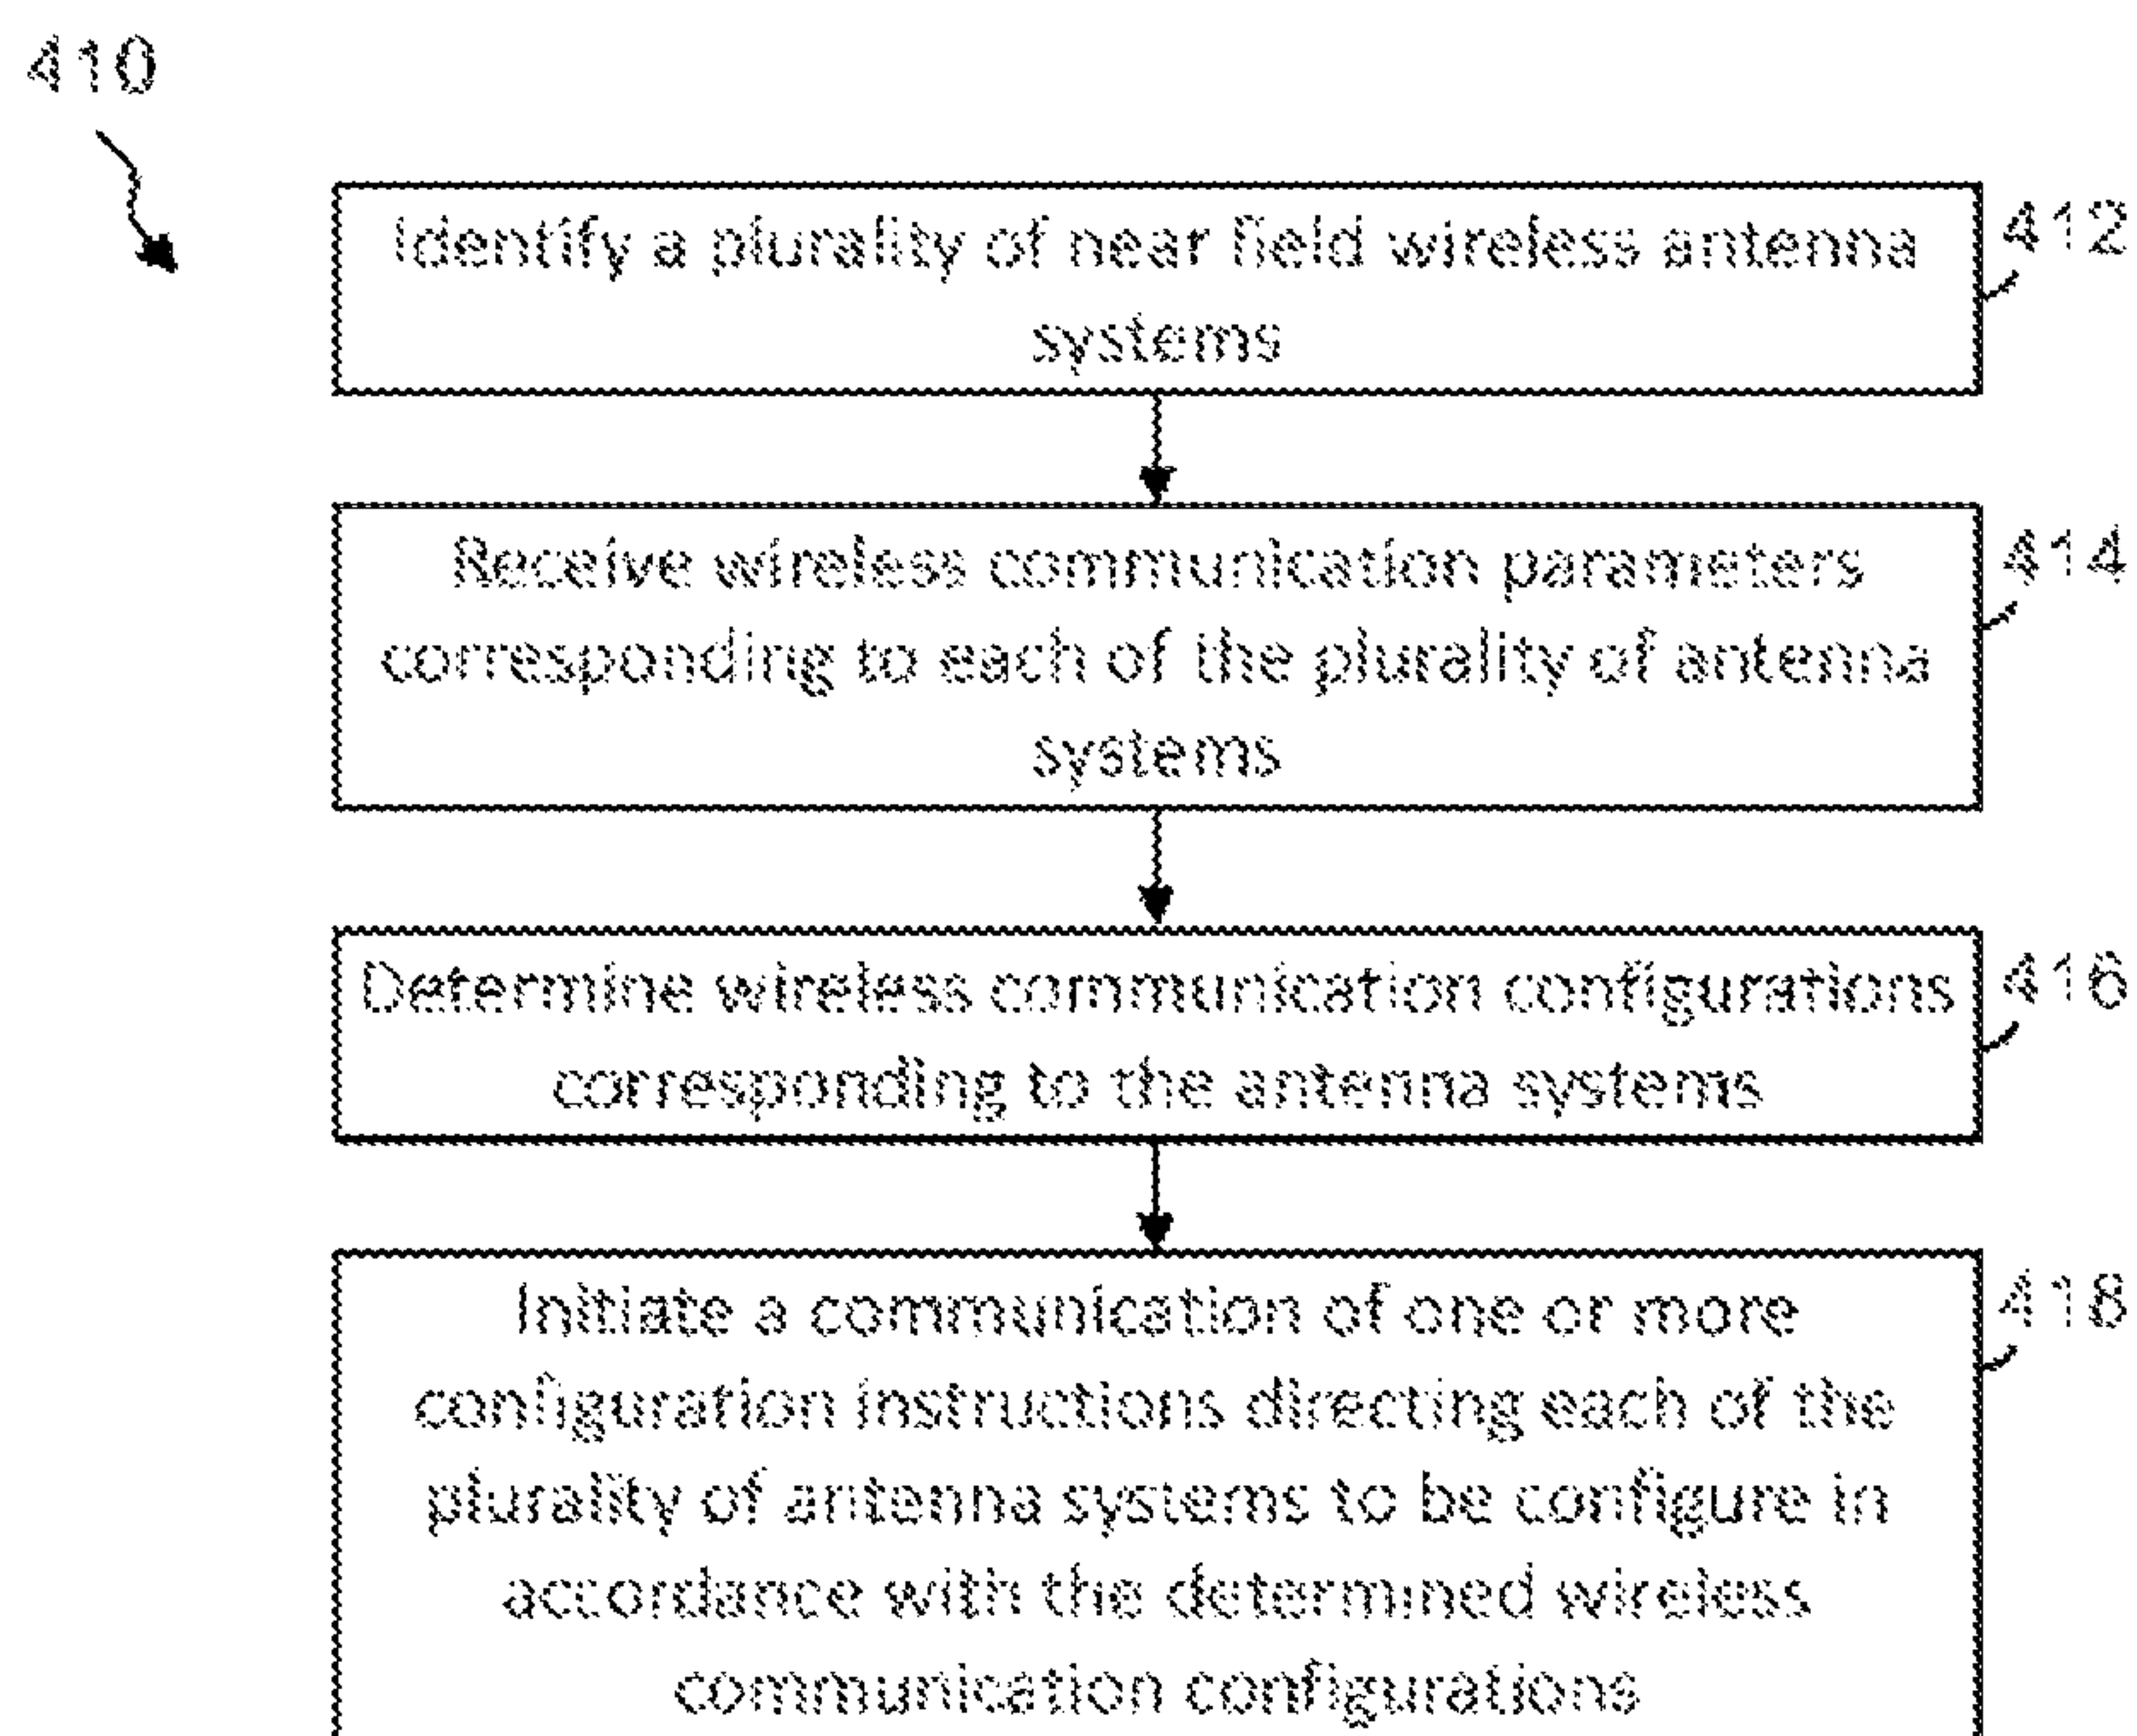 410
Identify a plurality of near field wireless antenna
systems
412
Receive wireless communication parameters
corresponding to each of the plurality of antenna
systems
414
Determine wireless communication configurations
corresponding to the antenna systems
416
Initiate a communication of one or more
configuration instructions directing each of the
plurality of antenna systems to be configure in
accordance with the determined wireless
communication configurations
418